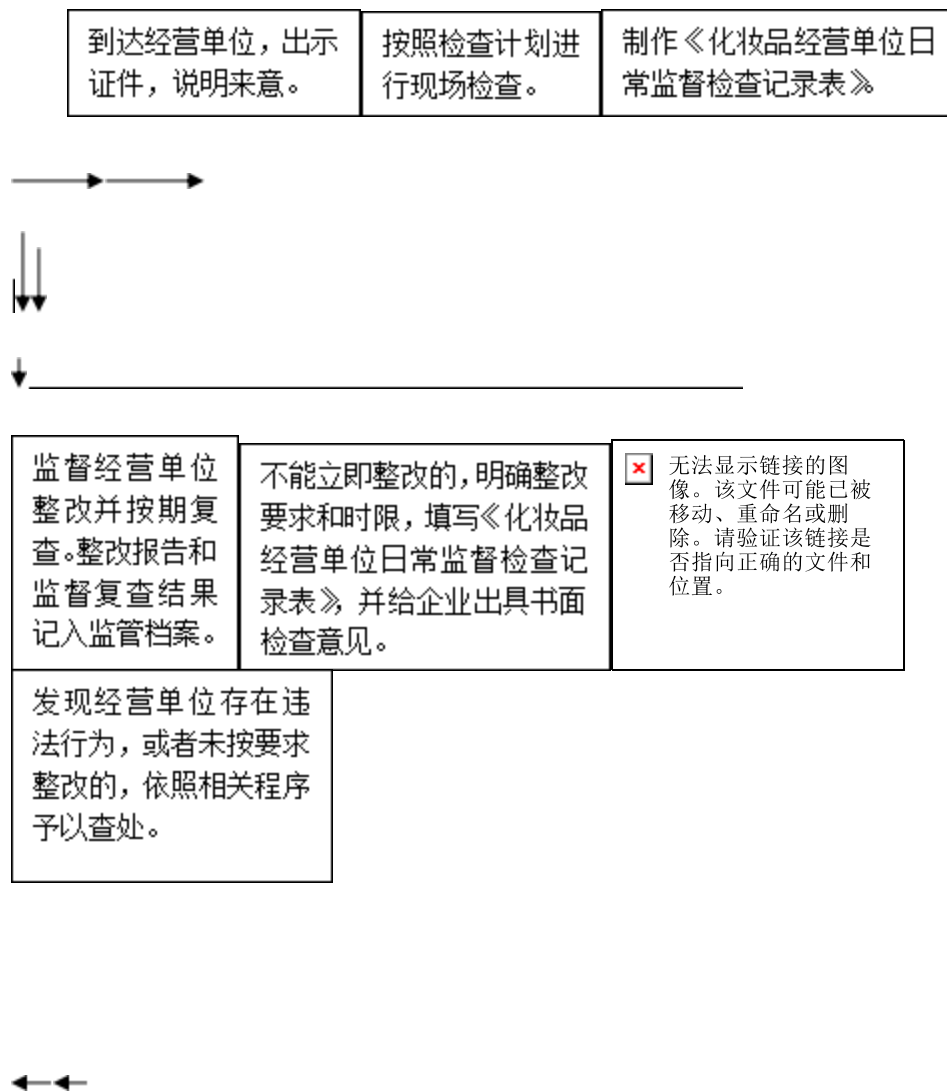 到达经营单位，出示
证件，说明来意。
按照检查计划进
行现场检查。
制作《化妆品经营单位日
常监督检查记录表》。
监督经营单位
整改并按期复
查。整改报告和
监督复查结果
记入监管档案。
不能立即整改的，明确整改
要求和时限，填写《化妆品
经营单位日常监督检查记
录表》，并给企业出具书面
检查意见。
无法显示链接的图
像。该文件可能已被
移动、重命名或删
除。请验证该链接是
否指向正确的文件和
位置。
发现经营单位存在违
法行为，或者未按要求
整改的，依照相关程序
予以查处。